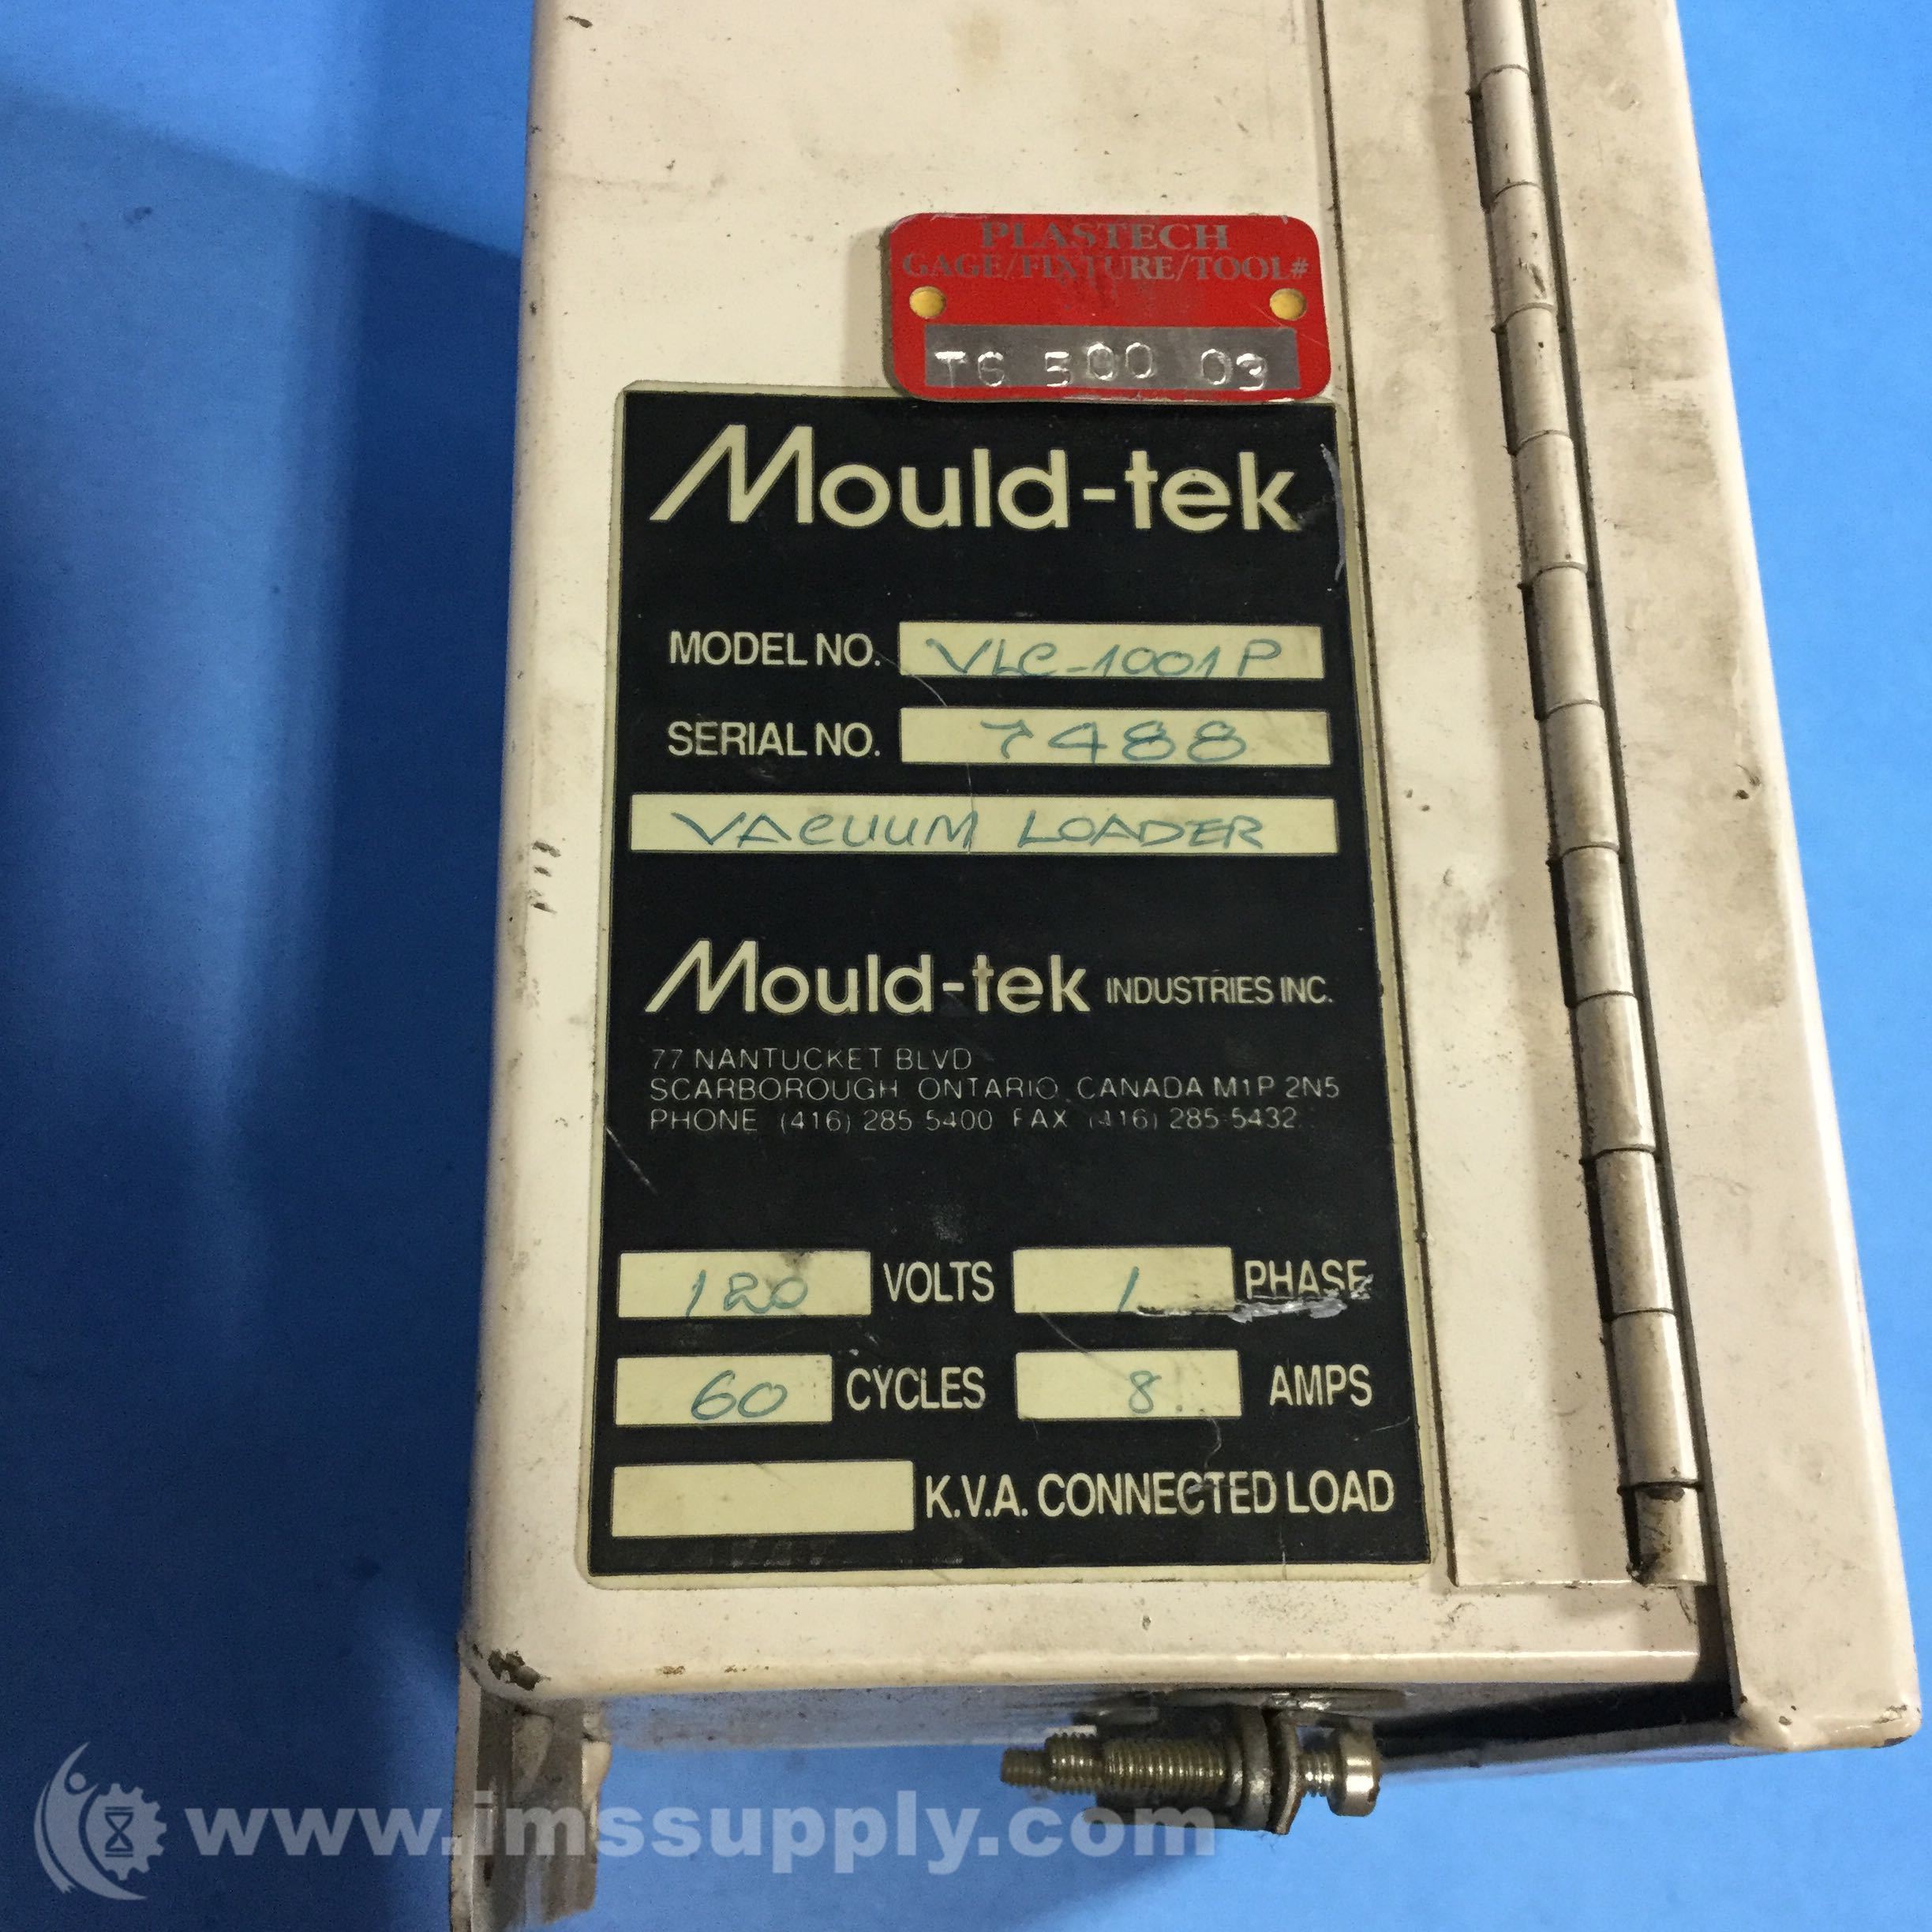 PLASTECH
GAGE/FIXTURE/TOOL#
TG 500 03
Mould-tek
MODEL NO. VLC-1001P
SERIAL NO. 7488
VACUUM LOADER
Mould-tek INDUSTRIES INC.
77 NANTUCKET BLVD
SCARBOROUGH ONTARIO CANADA M1P 2N5
PHONE (416) 285 5400 FAX (416) 285-5432
120 VOLTS 1 PHASE
60 CYCLES 8 AMPS
K.V.A. CONNECTED LOAD
www.imssupply.com